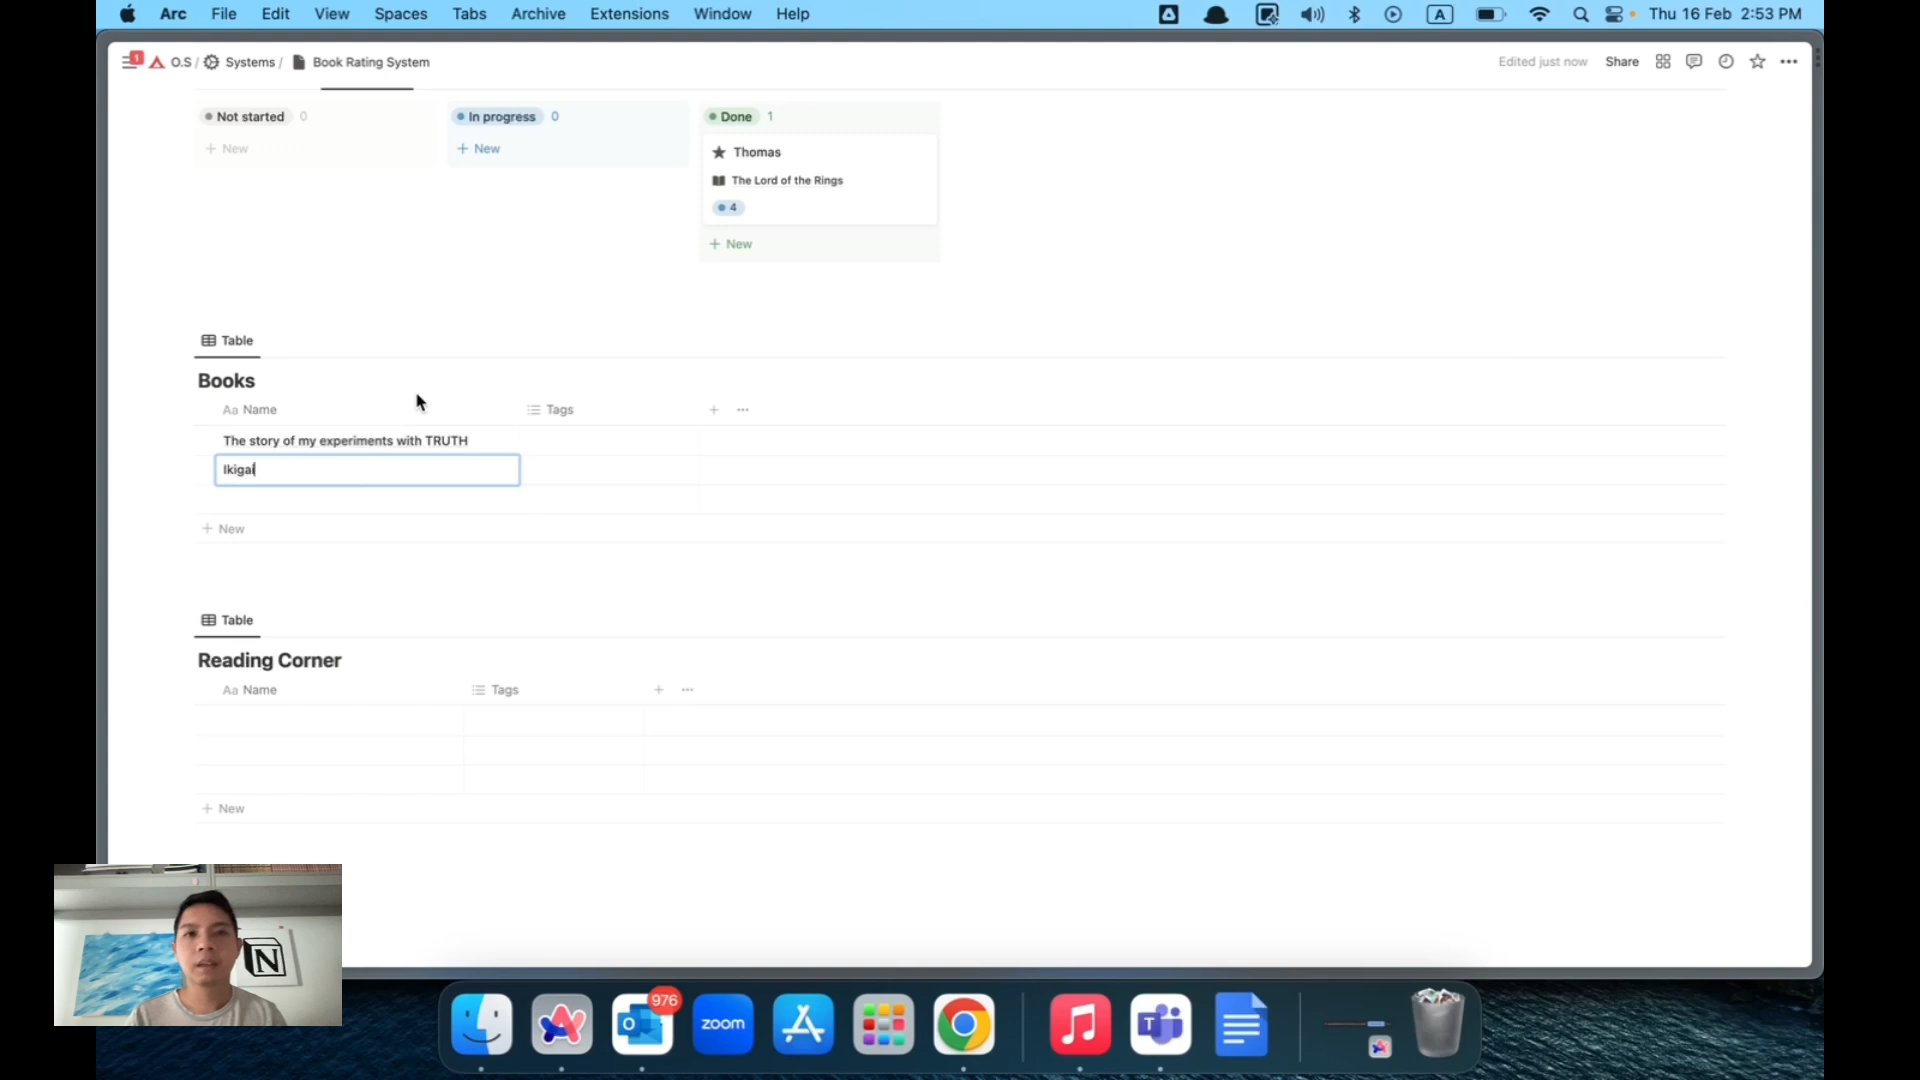 Arc File Edit View Spaces Tabs Archive Extensions Window Help A Thu 16 Feb 2:53 PM
1 O.S / Systems / Book Rating System Edited just now Share
Not started 0 In progress 0 Done 1
+ New + New
Thomas
The Lord of the Rings
4
+ New
Table
Books
Aa Name Tags + •••
The story of my experiments with TRUTH
Ikigai
+ New
Table
Reading Corner
Aa Name Tags + •••
+ New
N
976
O
zoom
T